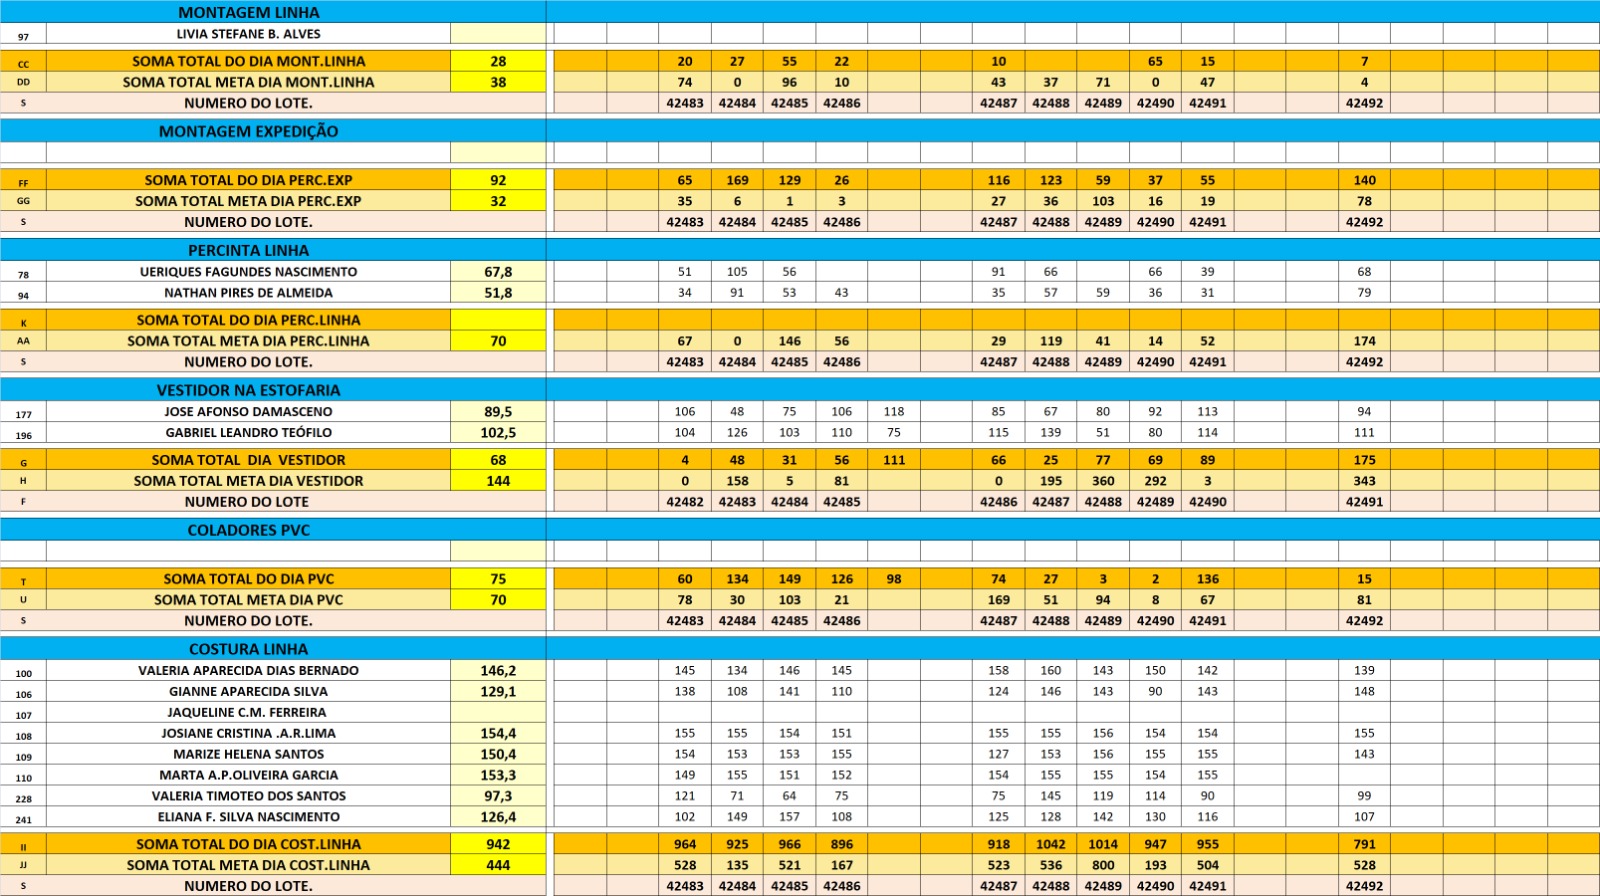 MONTAGEM LINHA
97 LIVIA STEFANE B. ALVES
CC SOMA TOTAL DO DIA MONT.LINHA 28 20 27 55 22 10 65 15 7
DD SOMA TOTAL META DIA MONT.LINHA 38 74 0 96 10 43 37 71 0 47 4
S NUMERO DO LOTE. 42483 42484 42485 42486 42487 42488 42489 42490 42491 42492
MONTAGEM EXPEDIÇÃO
FF SOMA TOTAL DO DIA PERC.EXP 92 65 169 129 26 116 123 59 37 55 140
GG SOMA TOTAL META DIA PERC.EXP 32 35 6 1 3 27 36 103 16 19 78
S NUMERO DO LOTE. 42483 42484 42485 42486 42487 42488 42489 42490 42491 42492
PERCINTA LINHA
78 UERIQUES FAGUNDES NASCIMENTO 67,8 51 105 56 91 66 66 39 68
94 NATHAN PIRES DE ALMEIDA 51,8 34 91 53 43 35 57 59 36 31 79
K SOMA TOTAL DO DIA PERC.LINHA
AA SOMA TOTAL META DIA PERC.LINHA 70 67 0 146 56 29 119 41 14 52 174
S NUMERO DO LOTE. 42483 42484 42485 42486 42487 42488 42489 42490 42491 42492
VESTIDOR NA ESTOFARIA
177 JOSE AFONSO DAMASCENO 89,5 106 48 75 106 118 85 67 80 92 113 94
196 GABRIEL LEANDRO TEÓFILO 102,5 104 126 103 110 75 115 139 51 80 114 111
G SOMA TOTAL DIA VESTIDOR 68 4 48 31 56 111 66 25 77 69 89 175
H SOMA TOTAL META DIA VESTIDOR 144 0 158 5 81 0 195 360 292 3 343
F NUMERO DO LOTE 42482 42483 42484 42485 42486 42487 42488 42489 42490 42491
COLADORES PVC
T SOMA TOTAL DO DIA PVC 75 60 134 149 126 98 74 27 3 2 136 15
U SOMA TOTAL META DIA PVC 70 78 30 103 21 169 51 94 8 67 81
S NUMERO DO LOTE. 42483 42484 42485 42486 42487 42488 42489 42490 42491 42492
COSTURA LINHA
100 VALERIA APARECIDA DIAS BERNADO 146,2 145 134 146 145 158 160 143 150 142 139
106 GIANNE APARECIDA SILVA 129,1 138 108 141 110 124 146 143 90 143 148
107 JAQUELINE C.M. FERREIRA
108 JOSIANE CRISTINA .A.R.LIMA 154,4 155 155 154 151 155 155 156 154 154 155
109 MARIZE HELENA SANTOS 150,4 154 153 153 155 127 153 156 155 155 143
110 MARTA A.P.OLIVEIRA GARCIA 153,3 149 155 151 152 154 155 155 154 155
228 VALERIA TIMOTEO DOS SANTOS 97,3 121 71 64 75 75 145 119 114 90 99
241 ELIANA F. SILVA NASCIMENTO 126,4 102 149 157 108 125 128 142 130 116 107
II SOMA TOTAL DO DIA COST.LINHA 942 964 925 966 896 918 1042 1014 947 955 791
JJ SOMA TOTAL META DIA COST.LINHA 444 528 135 521 167 523 536 800 193 504 528
S NUMERO DO LOTE. 42483 42484 42485 42486 42487 42488 42489 42490 42491 42492